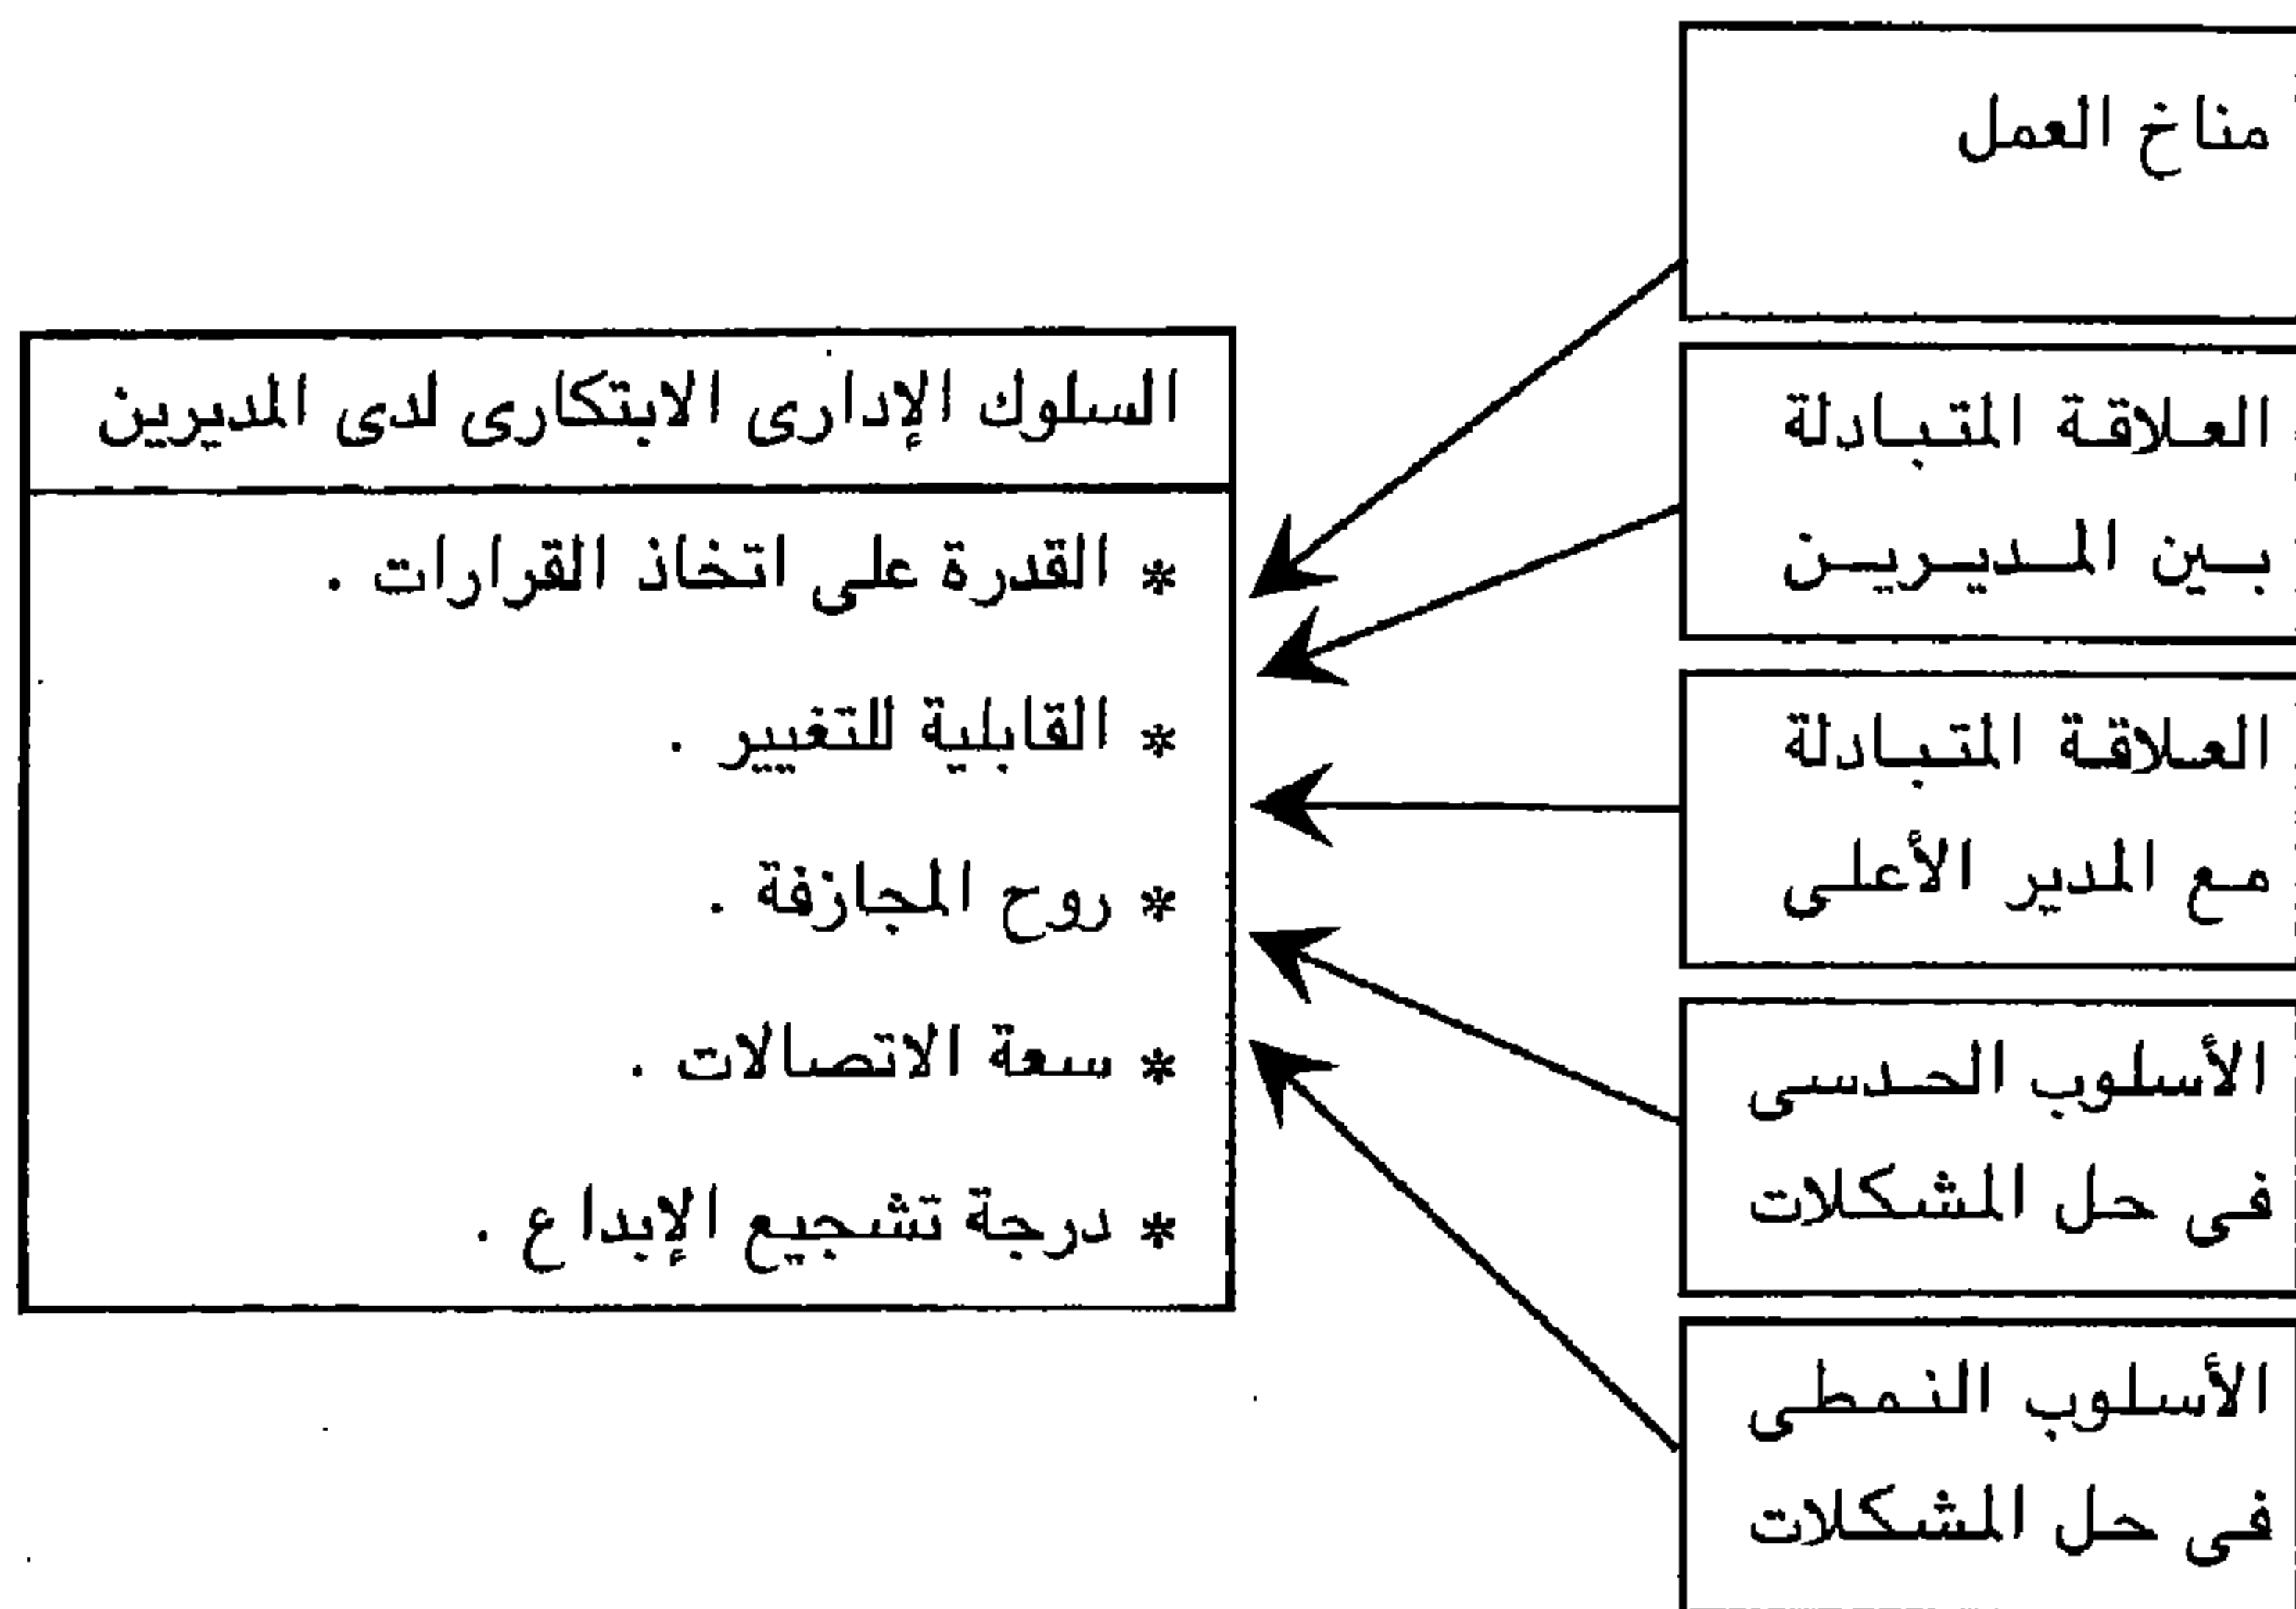 مناخ العمل
العلاقة المتبادلة
بين المديرين
العلاقة المتبادلة
مع المدير الأعلى
الأسلوب الحدسى
فى حل المشكلات
الأسلوب النمطى
فى حل المشكلات
السلوك الإدارى الابتكارى لدى المديرين
* القدرة على اتخاذ القرارات .
* القابلية للتغيير .
* روح المجازفة .
* سعة الاتصالات .
* درجة تشجيع الإبداع .